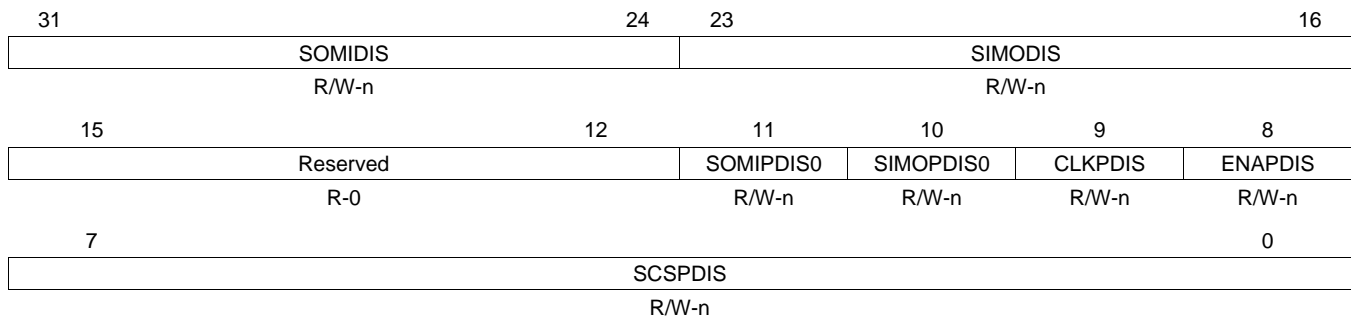 31 24 23 16
SOMIDIS SIMODIS
R/W-n R/W-n
15 12 11 10 9 8
Reserved SOMIPDIS0 SIMOPDIS0 CLKPDIS ENAPDIS
R-0 R/W-n R/W-n R/W-n R/W-n
7 0
SCSPDIS
R/W-n